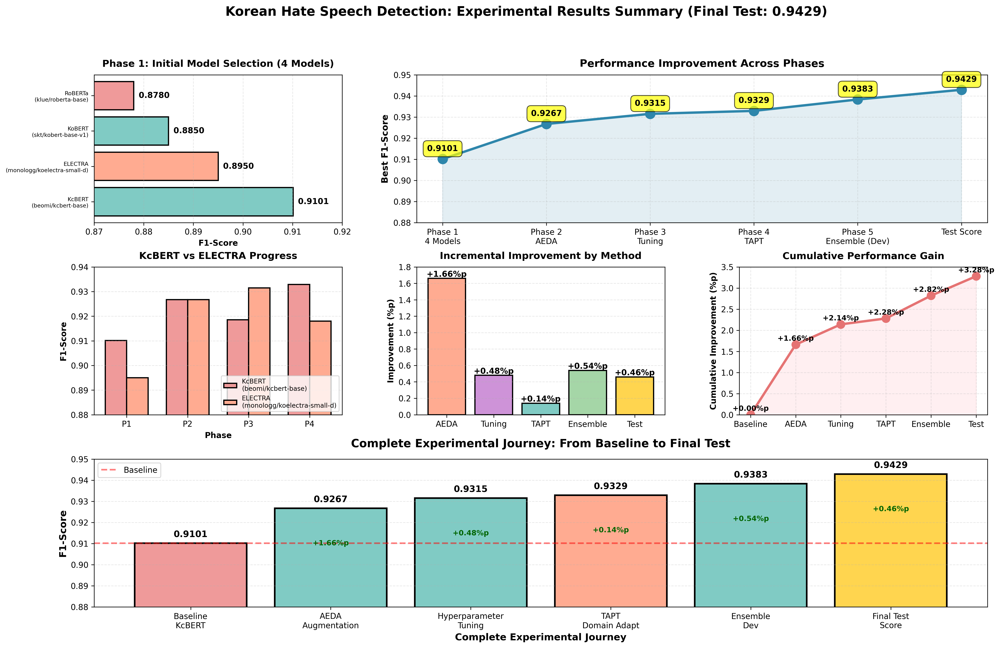 Korean Hate Speech Detection: Experimental Results Summary (Final Test: 0.9429)
Phase 1: Initial Model Selection (4 Models)
RoBERTa
(klue/roberta-base)
0.8780
KoBERT
(skt/kobert-base-v1)
0.8850
ELECTRA
(monologg/koelectra-small-d)
0.8950
KcBERT
(beomi/kcbert-base)
0.9101
0.87 0.88 0.89 0.90 0.91 0.92
F1-Score
Performance Improvement Across Phases
Best F1-Score
0.95
0.94
0.93
0.92
0.91
0.90
0.89
0.88
0.9101
0.9267
0.9315
0.9329
0.9383
0.9429
Phase 1
4 Models
Phase 2
AEDA
Phase 3
Tuning
Phase 4
TAPT
Phase 5
Ensemble (Dev)
Test Score
KcBERT vs ELECTRA Progress
F1-Score
0.94
0.93
0.92
0.91
0.90
0.89
0.88
KcBERT
(beomi/kcbert-base)
ELECTRA
(monologg/koelectra-small-d)
P1 P2 P3 P4
Phase
Incremental Improvement by Method
Improvement (%p)
1.8
1.6
1.4
1.2
1.0
0.8
0.6
0.4
0.2
0.0
+1.66%p
+0.48%p
+0.14%p
+0.54%p
+0.46%p
AEDA Tuning TAPT Ensemble Test
Cumulative Performance Gain
Cumulative Improvement (%p)
3.5
3.0
2.5
2.0
1.5
1.0
0.5
0.0
+0.00%p
+1.66%p
+2.14%p
+2.28%p
+2.82%p
+3.28%p
Baseline AEDA Tuning TAPT Ensemble Test
Complete Experimental Journey: From Baseline to Final Test
F1-Score
0.95
0.94
0.93
0.92
0.91
0.90
0.89
0.88
Baseline
0.9101
0.9267
+1.66%p
0.9315
+0.48%p
0.9329
+0.14%p
0.9383
+0.54%p
0.9429
+0.46%p
Baseline
KcBERT
AEDA
Augmentation
Hyperparameter
Tuning
TAPT
Domain Adapt
Ensemble
Dev
Final Test
Score
Complete Experimental Journey